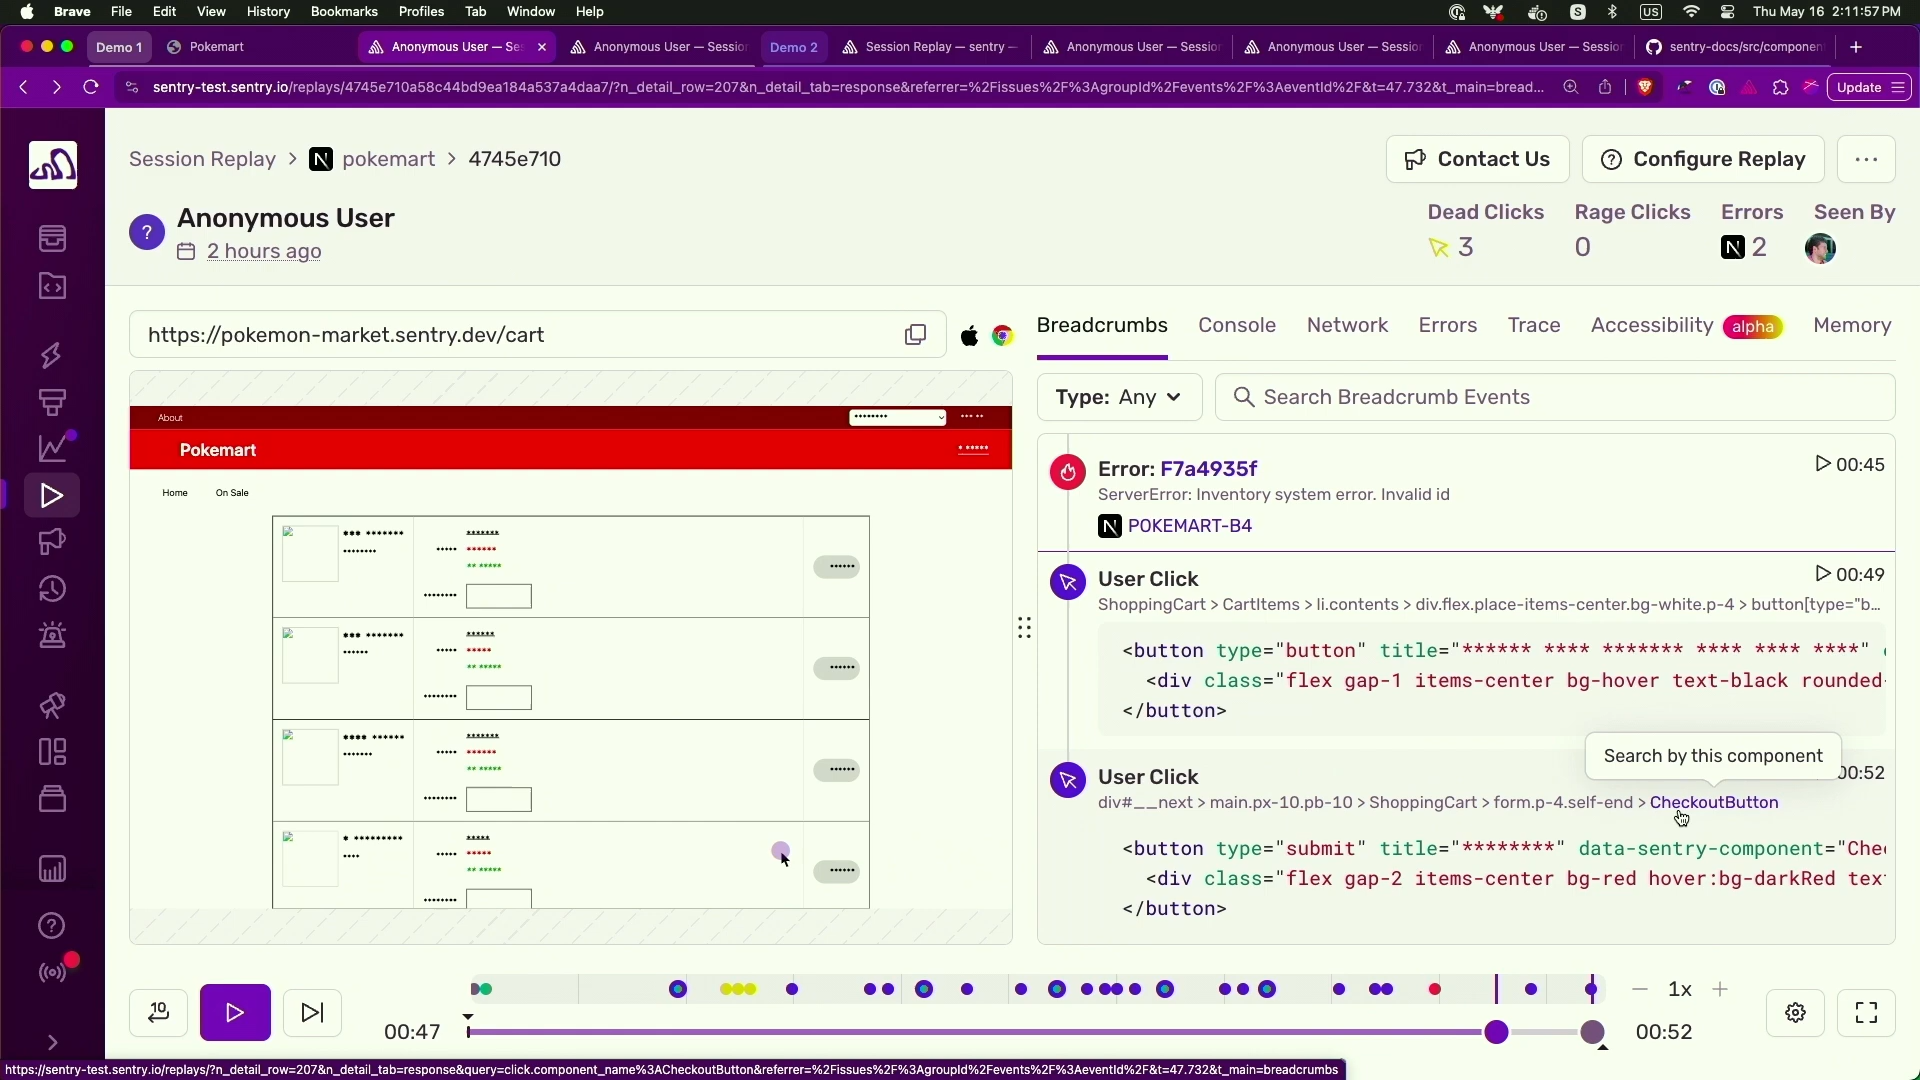 Brave File Edit View History Bookmarks Profiles Tab Window Help US Thu May 16 2:11:57 PM
Demo 1 Pokemart Anonymous User — Se Anonymous User — Session Demo 2 Session Replay — sentry — Anonymous User — Session Anonymous User — Session Anonymous User — Session sentry-docs/src/componen
sentry-test.sentry.io/replays/4745e710a58c44bd9ea184a537a4daa7/?n_detail_row=207&n_detail_tab=response&referrer=%2Fissues%2F%3AgroupId%2Fevents%2F%3AeventId%2F&t=47.732&t_main=bread... Update
Session Replay > pokemart > 4745e710
Contact Us
Configure Replay
Anonymous User
2 hours ago
Dead Clicks Rage Clicks Errors Seen By
3 0 2
https://pokemon-market.sentry.dev/cart
Breadcrumbs Console Network Errors Trace Accessibility alpha Memory
Type: Any
Search Breadcrumb Events
About
Pokemart
Home On Sale
Error: F7a4935f 00:45
ServerError: Inventory system error. Invalid id
POKEMART-B4
User Click 00:49
ShoppingCart > CartItems > li.contents > div.flex.place-items-center.bg-white.p-4 > button[type="b...
<button type="button" title="****** **** ******* **** **** ****"
<div class="flex gap-1 items-center bg-hover text-black rounded-
</button>
Search by this component
User Click 00:52
div#__next > main.px-10.pb-10 > ShoppingCart > form.p-4.self-end > CheckoutButton
<button type="submit" title="********" data-sentry-component="Chec
<div class="flex gap-2 items-center bg-red hover:bg-darkRed tex
</button>
10
1x
00:47
00:52
https://sentry-test.sentry.io/replays/?n_detail_row=207&n_detail_tab=response&query=click.component_name%3ACheckoutButton&referrer=%2Fissues%2F%3AgroupId%2Fevents%2F%3AeventId%2F&t=47.732&t_main=breadcrumbs